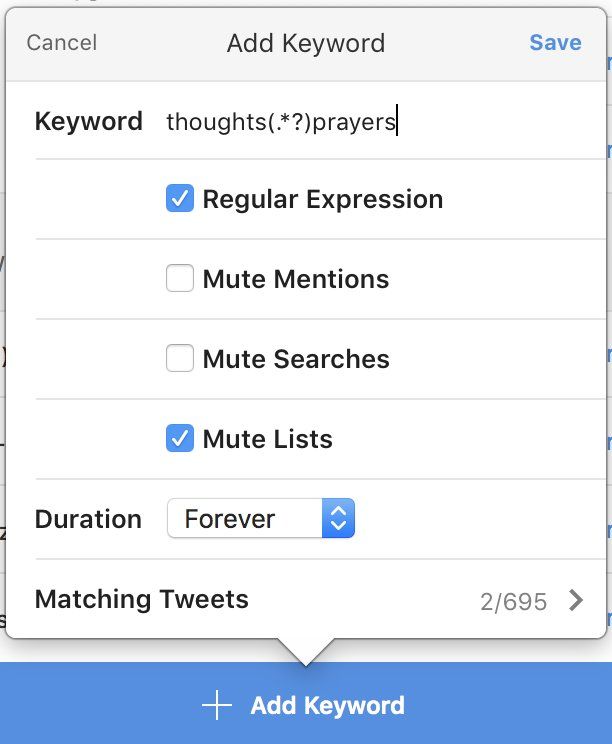 Cancel Add Keyword Save
Keyword thoughts(.*?)prayers
Regular Expression
Mute Mentions
Mute Searches
Mute Lists
Duration Forever
Matching Tweets 2/695
Add Keyword